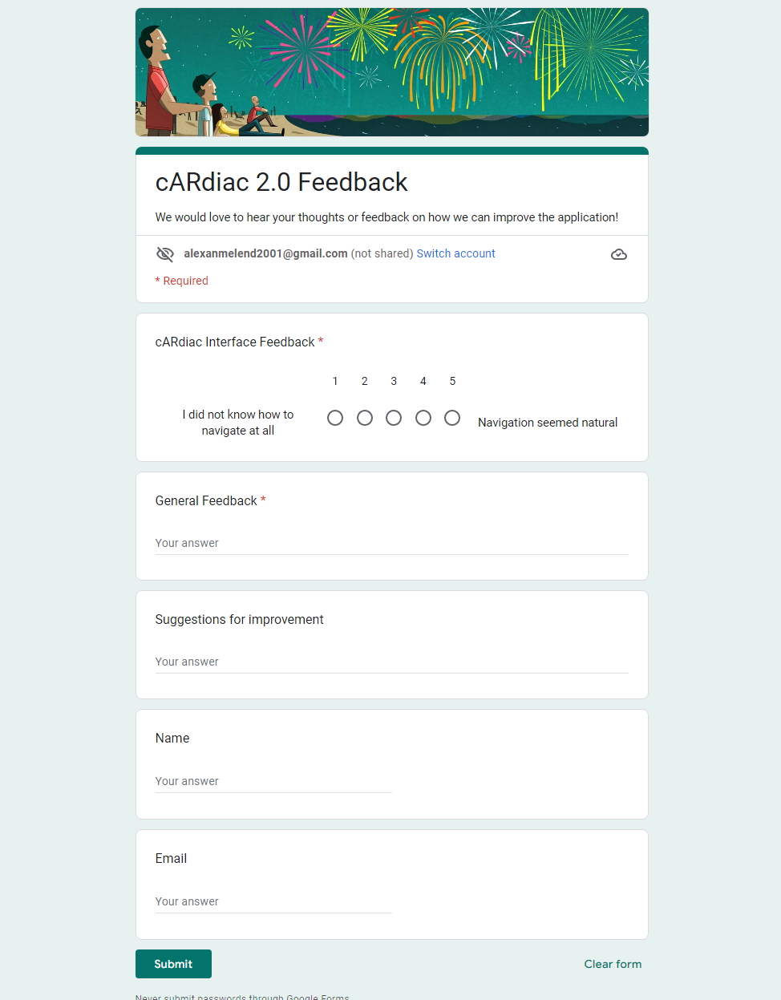 cARdiac 2.0 Feedback
We would love to hear your thoughts or feedback on how we can improve the application!
alexanmelend2001@gmail.com (not shared) Switch account
* Required
cARdiac Interface Feedback *
1 2 3 4 5
I did not know how to
navigate at all
Navigation seemed natural
General Feedback *
Your answer
Suggestions for improvement
Your answer
Name
Your answer
Email
Your answer
Submit
Clear form
Never submit passwords through Google Forms.